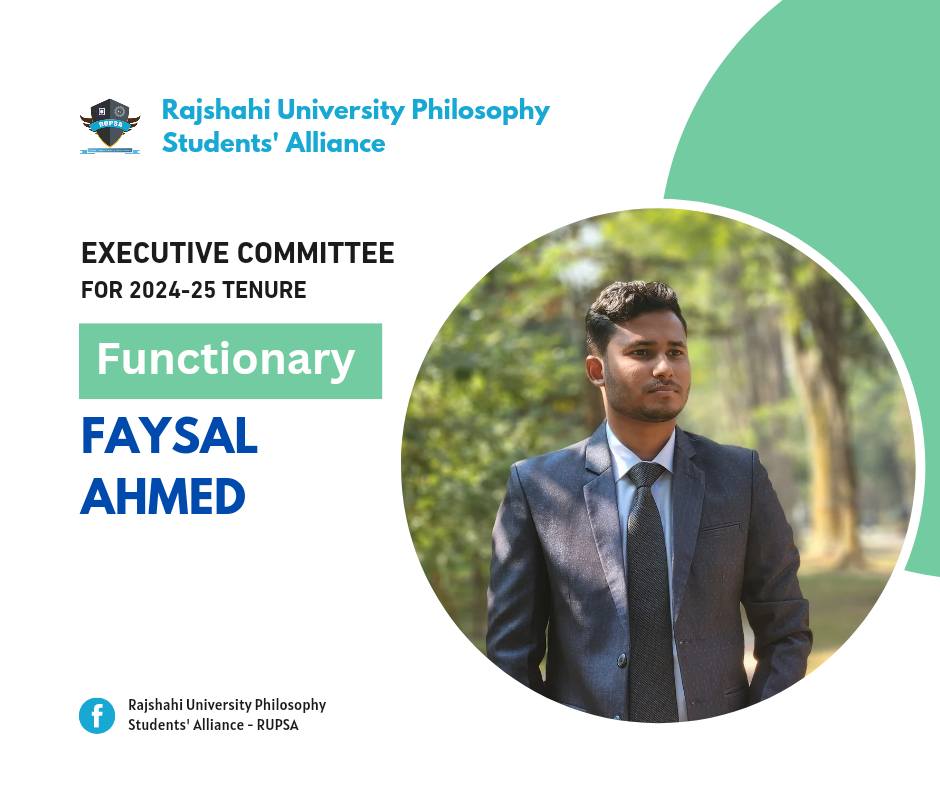 RUPSA
Rajshahi University Philosophy
Students' Alliance
EXECUTIVE COMMITTEE
FOR 2024-25 TENURE
Functionary
FAYSAL
AHMED
Rajshahi University Philosophy
Students' Alliance - RUPSA